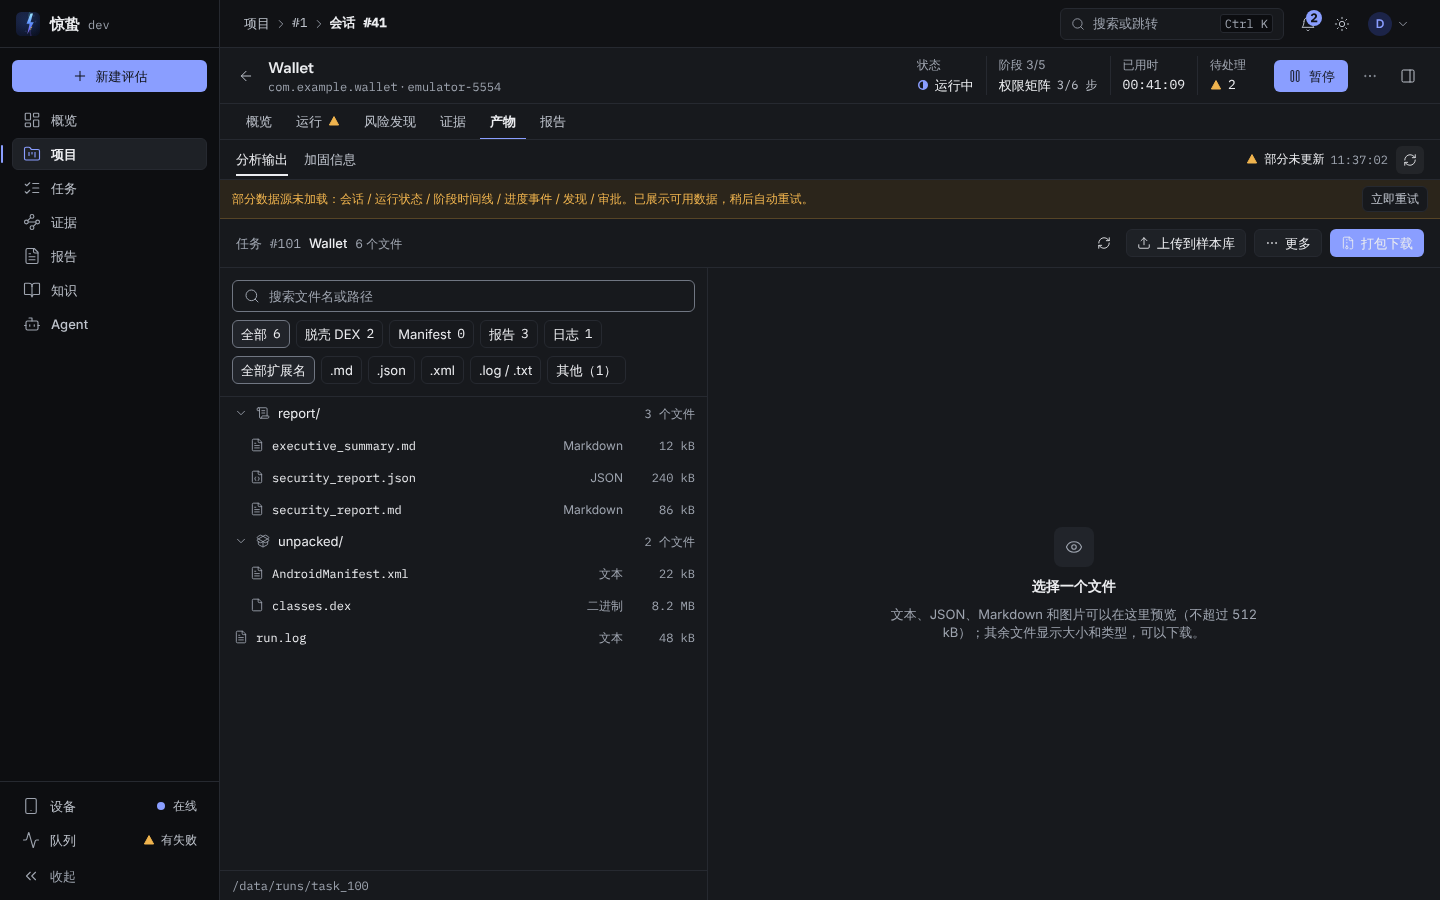 惊蛰 dev
项目 > #1 > 会话 #41
搜索或跳转 Ctrl K
2
D
新建评估
概览
项目
任务
证据
报告
知识
Agent
设备 在线
队列 有失败
收起
Wallet
com.example.wallet · emulator-5554
状态
运行中
阶段 3/5
权限矩阵 3/6 步
已用时
00:41:09
待处理
2
暂停
概览 运行 风险发现 证据 产物 报告
分析输出 加固信息
部分未更新 11:37:02
部分数据源未加载：会话 / 运行状态 / 阶段时间线 / 进度事件 / 发现 / 审批。已展示可用数据，稍后自动重试。
立即重试
任务 #101 Wallet 6 个文件
上传到样本库
更多
打包下载
搜索文件名或路径
全部 6 脱壳 DEX 2 Manifest 0 报告 3 日志 1
全部扩展名 .md .json .xml .log / .txt 其他（1）
report/ 3 个文件
executive_summary.md Markdown 12 kB
security_report.json JSON 240 kB
security_report.md Markdown 86 kB
unpacked/ 2 个文件
AndroidManifest.xml 文本 22 kB
classes.dex 二进制 8.2 MB
run.log 文本 48 kB
/data/runs/task_100
选择一个文件
文本、JSON、Markdown 和图片可以在这里预览（不超过 512
kB）；其余文件显示大小和类型，可以下载。